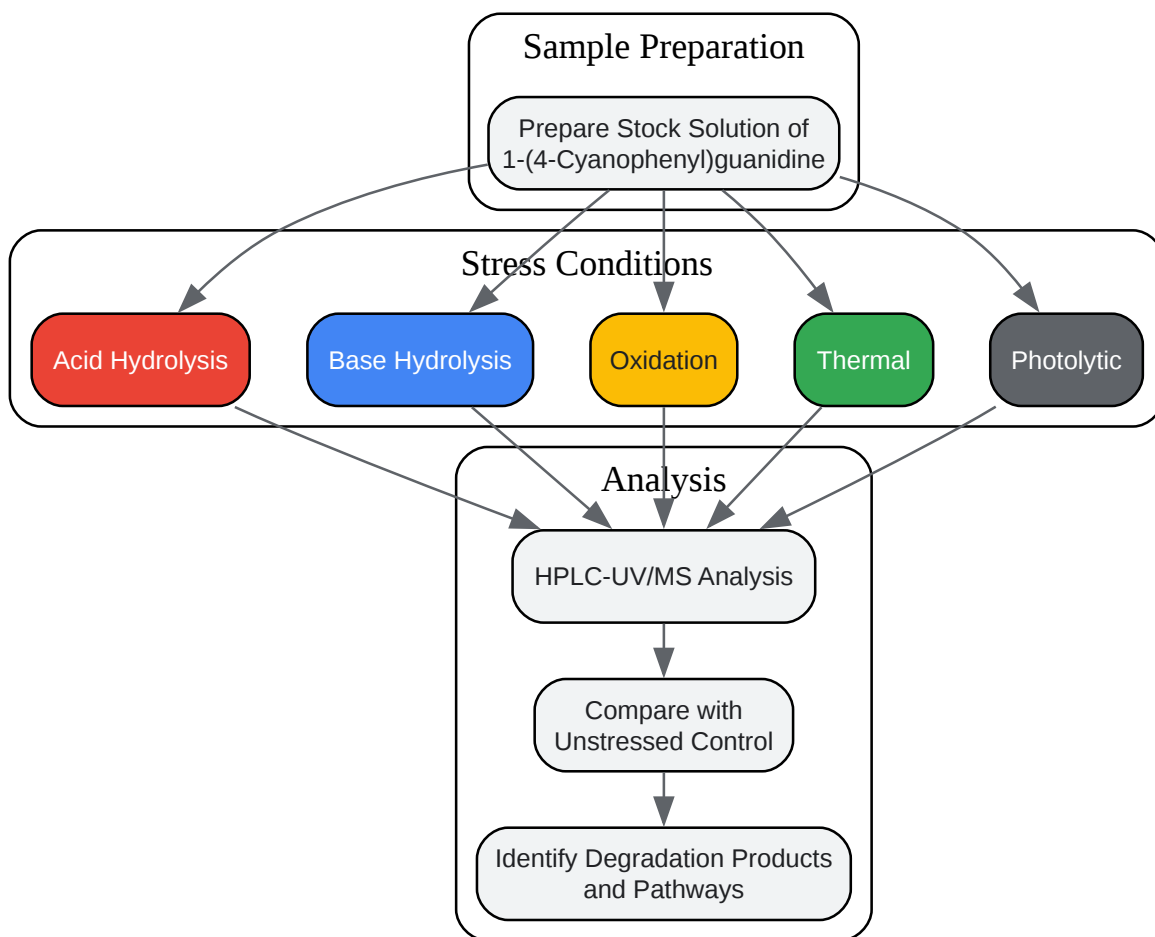 Sample Preparation
Prepare Stock Solution of
1-(4-Cyanophenyl)guanidine
Stress Conditions
Acid Hydrolysis
Base Hydrolysis
Oxidation
Thermal
Photolytic
Analysis
HPLC-UV/MS Analysis
Compare with
Unstressed Control
Identify Degradation Products
and Pathways